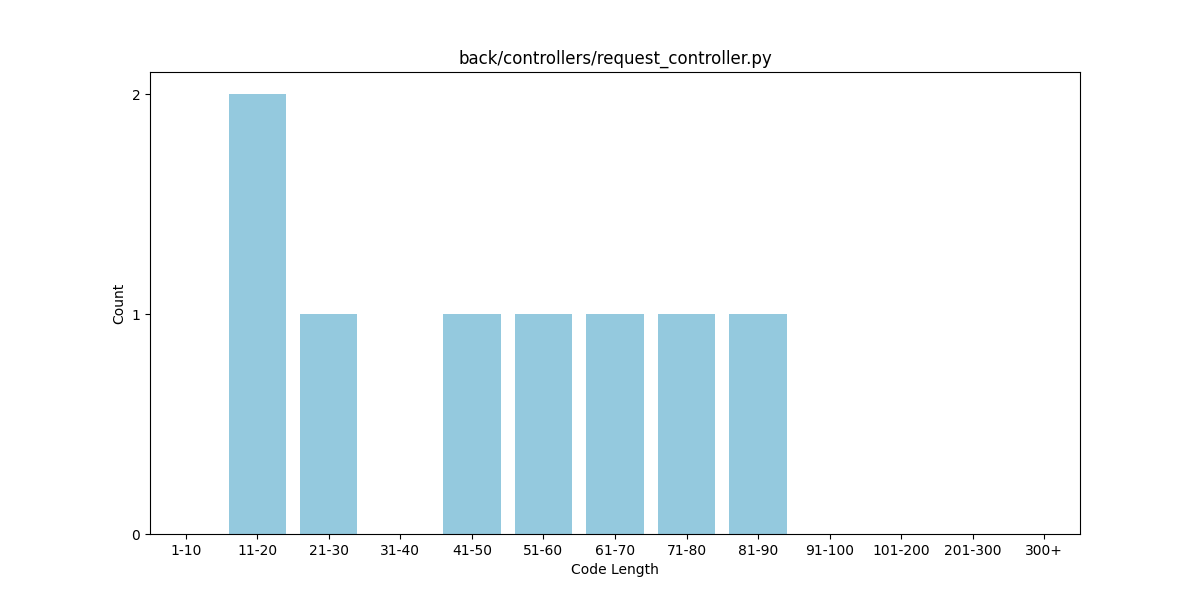 back/controllers/request_controller.py
2
1
0
Count
1-10 11-20 21-30 31-40 41-50 51-60 61-70 71-80 81-90 91-100 101-200 201-300 300+
Code Length